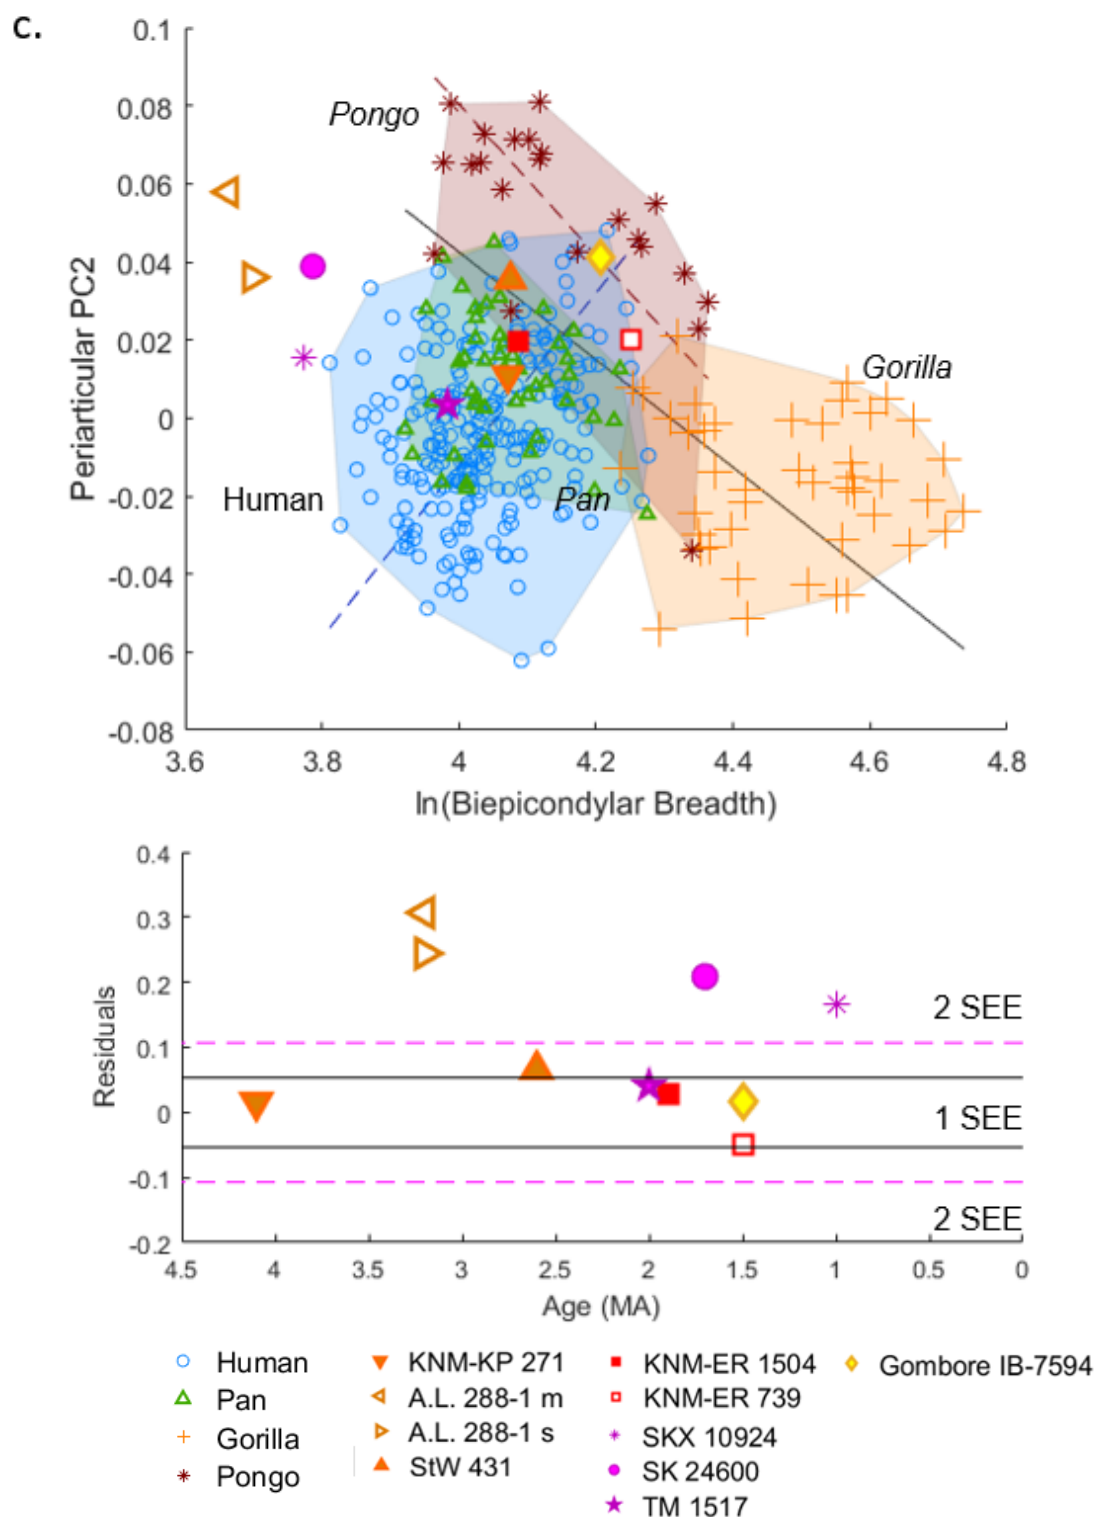 C.
0.1
0.08
0.06
0.04
0.02
0
-0.02
-0.04
-0.06
-0.08
Periarticular PC2
Pongo
Gorilla
Human
Pan
3.6 3.8 4 4.2 4.4 4.6 4.8
ln(Biepicondylar Breadth)
0.4
0.3
0.2
0.1
0
-0.1
-0.2
Residuals
2 SEE
1 SEE
2 SEE
4.5 4 3.5 3 2.5 2 1.5 1 0.5 0
Age (MA)
Human
Pan
Gorilla
Pongo
KNM-KP 271
A.L. 288-1 m
A.L. 288-1 s
StW 431
KNM-ER 1504
KNM-ER 739
SKX 10924
SK 24600
TM 1517
Gombore IB-7594